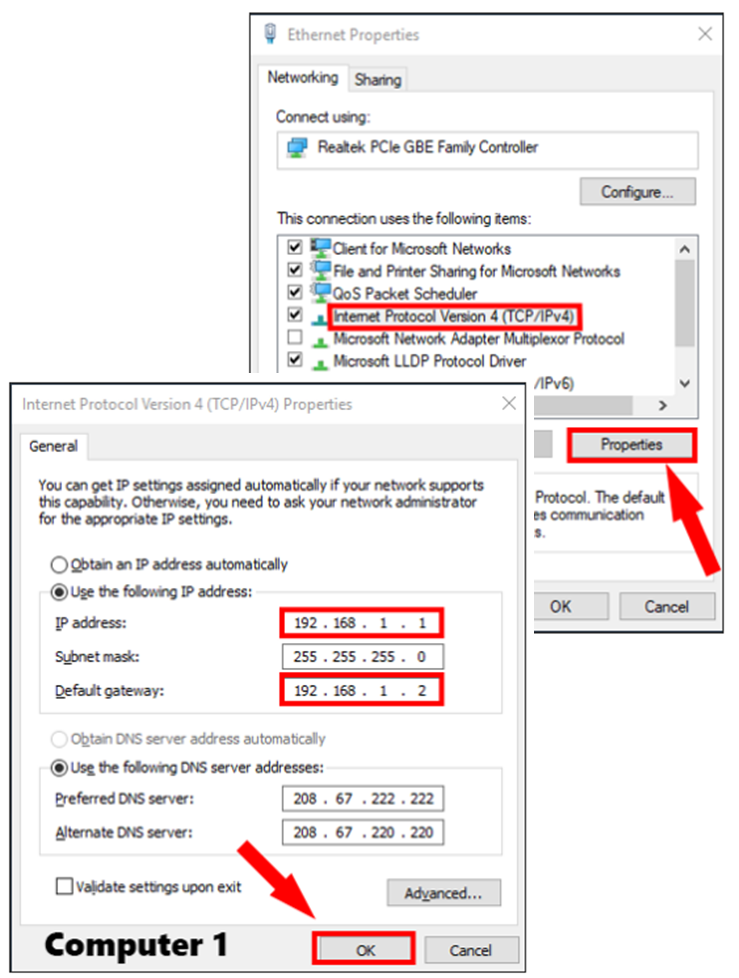 Ethernet Properties
Networking
Sharing
Connect using:
Realtek PCIe GBE Family Controller
Configure...
This connection uses the following items:
Client for Microsoft Networks
File and Printer Sharing for Microsoft Networks
QoS Packet Scheduler
Internet Protocol Version 4 (TCP/IPv4)
Microsoft Network Adapter Multiplexor Protocol
Microsoft LLDP Protocol Driver
/IPv6)
Properties
Protocol. The default
es communication
s.
OK
Cancel
Internet Protocol Version 4 (TCP/IPv4) Properties
General
You can get IP settings assigned automatically if your network supports
this capability. Otherwise, you need to ask your network administrator
for the appropriate IP settings.
Obtain an IP address automatically
Use the following IP address:
IP address: 192 . 168 . 1 . 1
Subnet mask: 255 . 255 . 255 . 0
Default gateway: 192 . 168 . 1 . 2
Obtain DNS server address automatically
Use the following DNS server addresses:
Preferred DNS server: 208 . 67 . 222 . 222
Alternate DNS server: 208 . 67 . 220 . 220
Validate settings upon exit
Advanced...
Computer 1
OK
Cancel